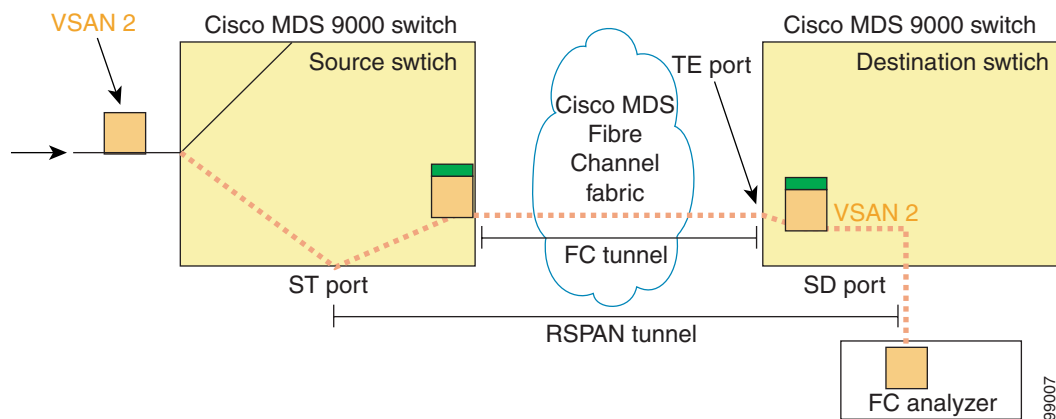 VSAN 2
Cisco MDS 9000 switch
Source swtich
Cisco MDS 9000 switch
Destination swtich
TE port
Cisco MDS
Fibre
Channel
fabric
VSAN 2
FC tunnel
ST port
SD port
RSPAN tunnel
FC analyzer
99007